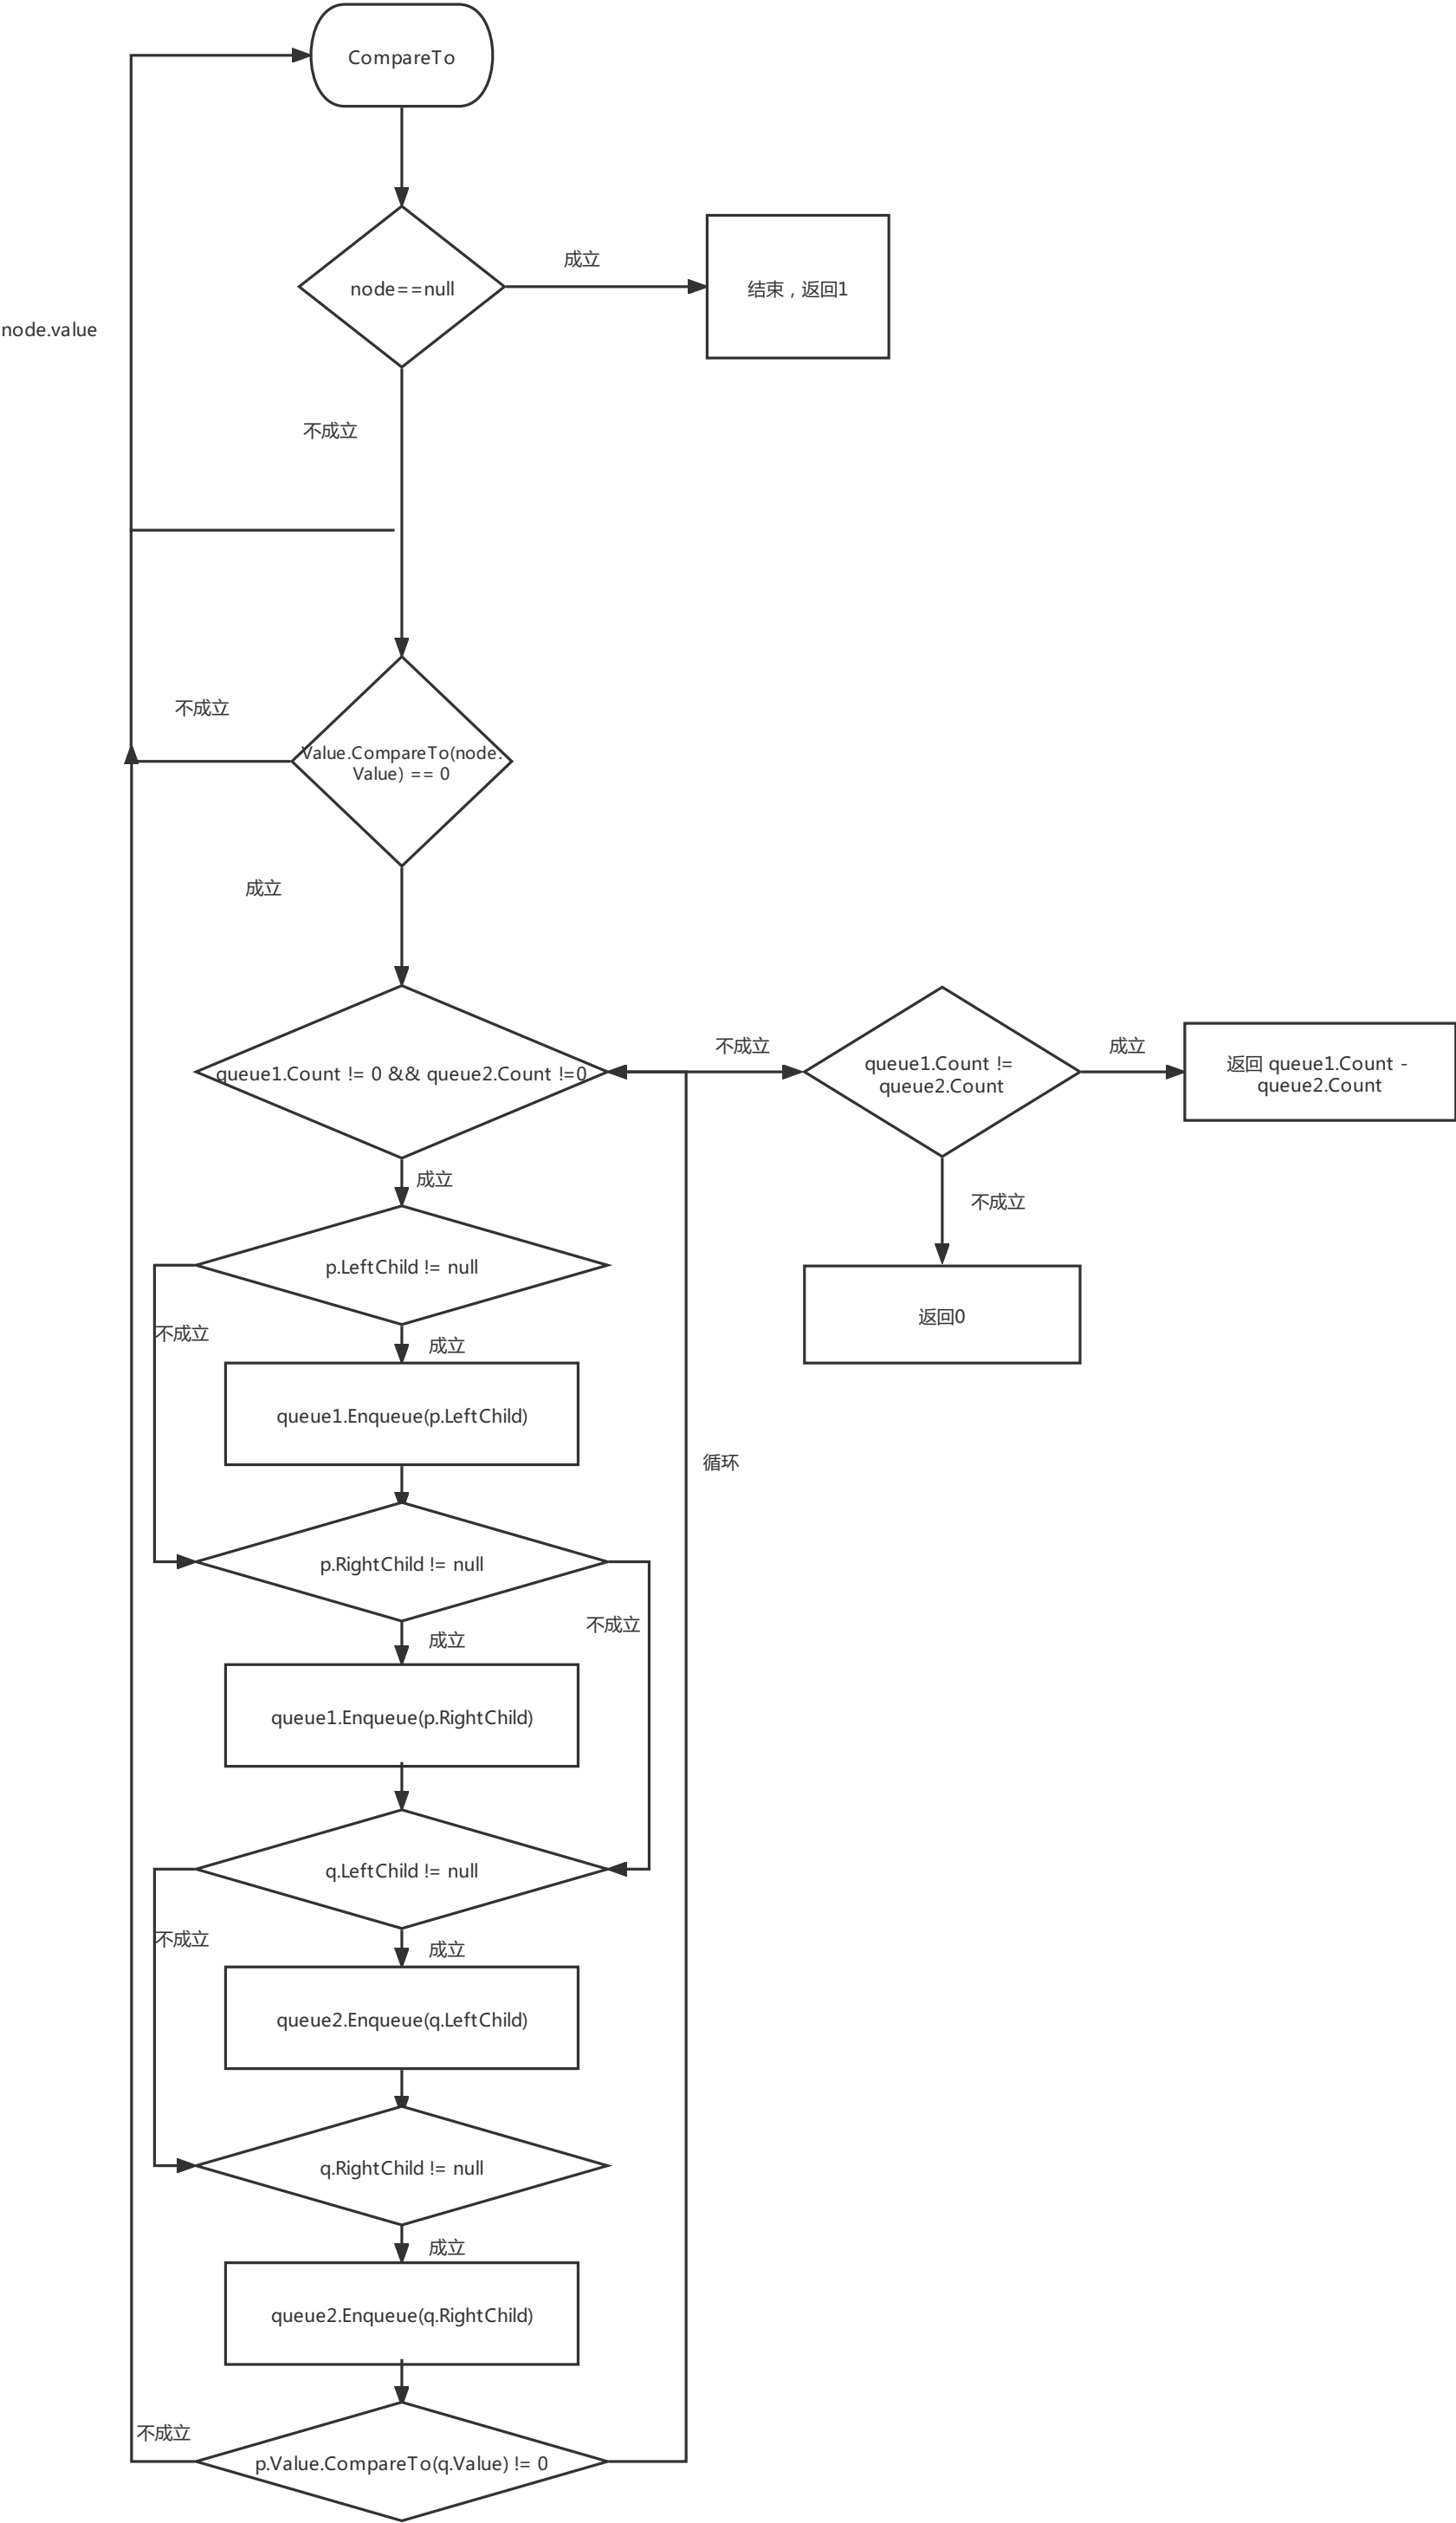 CompareTo
node==null
成立
结束，返回1
node.value
不成立
不成立
Value.CompareTo(node.
Value) == 0
成立
queue1.Count != 0 && queue2.Count !=0
不成立
queue1.Count !=
queue2.Count
成立
返回 queue1.Count -
queue2.Count
成立
不成立
p.LeftChild != null
返回0
不成立
成立
queue1.Enqueue(p.LeftChild)
循环
p.RightChild != null
不成立
成立
queue1.Enqueue(p.RightChild)
q.LeftChild != null
不成立
成立
queue2.Enqueue(q.LeftChild)
q.RightChild != null
成立
queue2.Enqueue(q.RightChild)
不成立
p.Value.CompareTo(q.Value) != 0